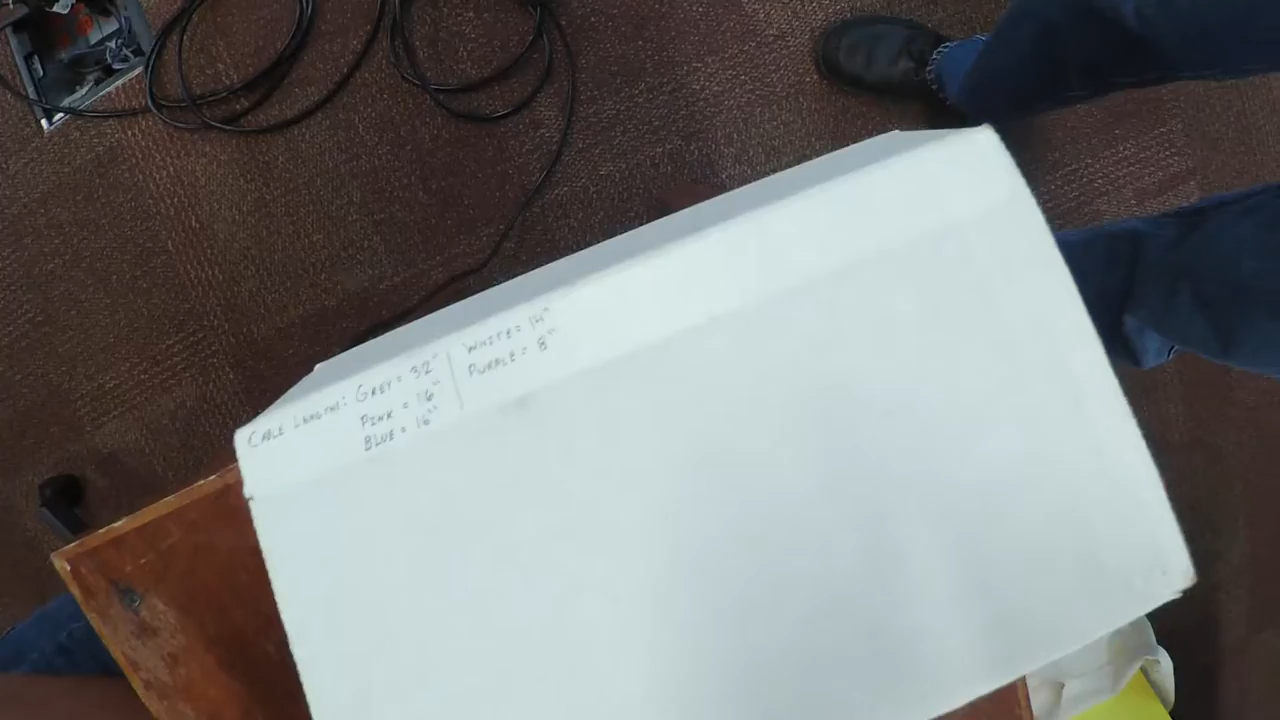 CABLE LENGTHS: GREY = 32"
PINK = 16"
BLUE = 16"
WHITE = 14"
PURPLE = 8"